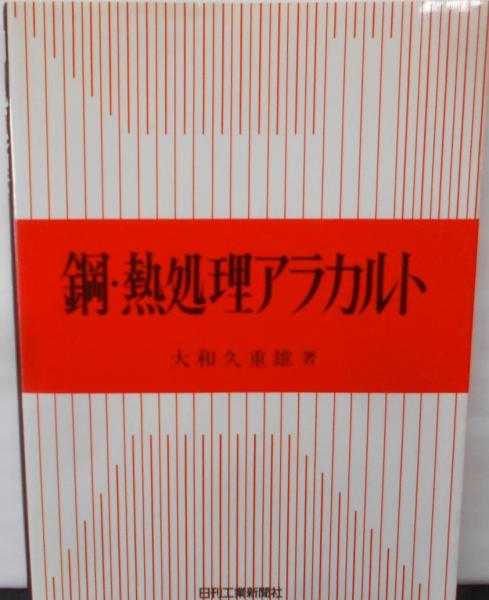 鋼・熱処理アラカルト
大和久重雄 著
日刊工業新聞社